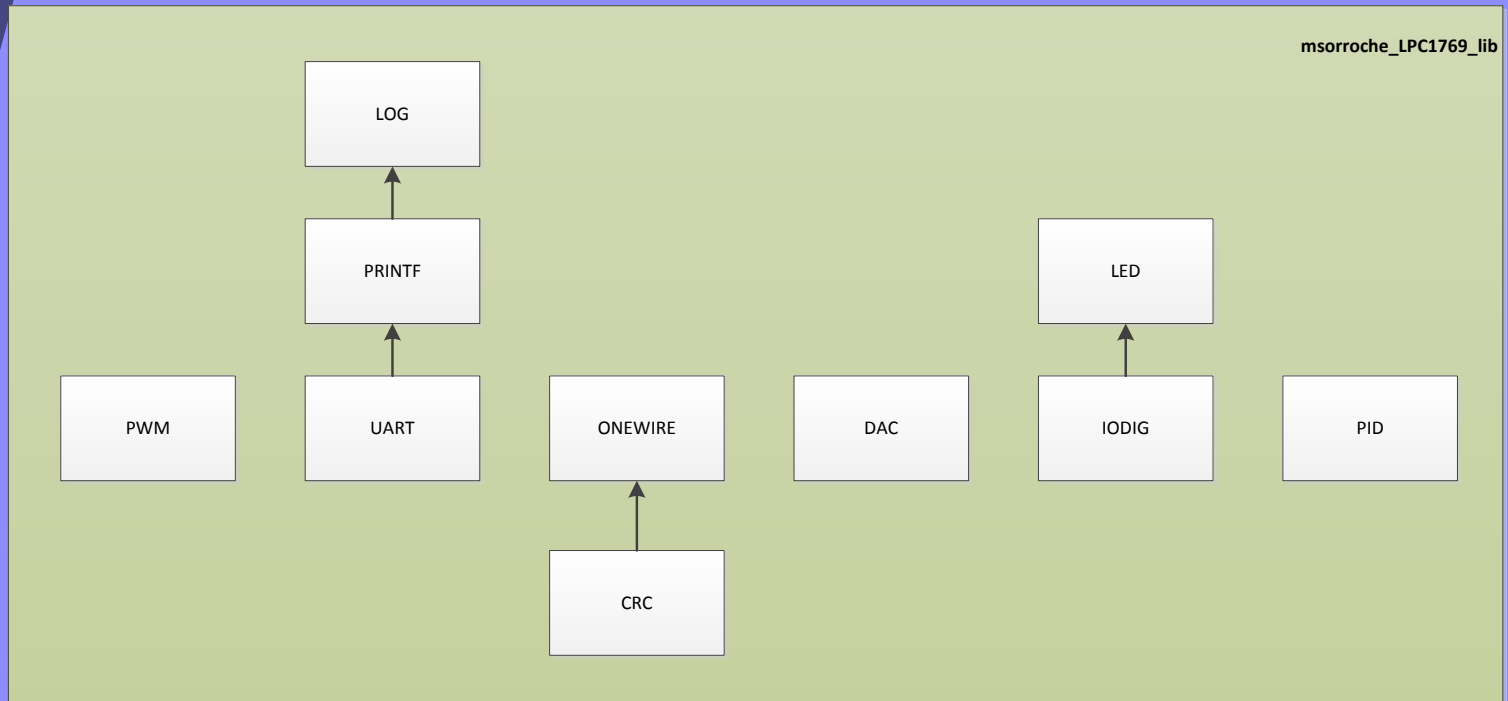 msorroche_LPC1769_lib
LOG
PRINTF
LED
PWM
UART
ONEWIRE
DAC
IODIG
PID
CRC